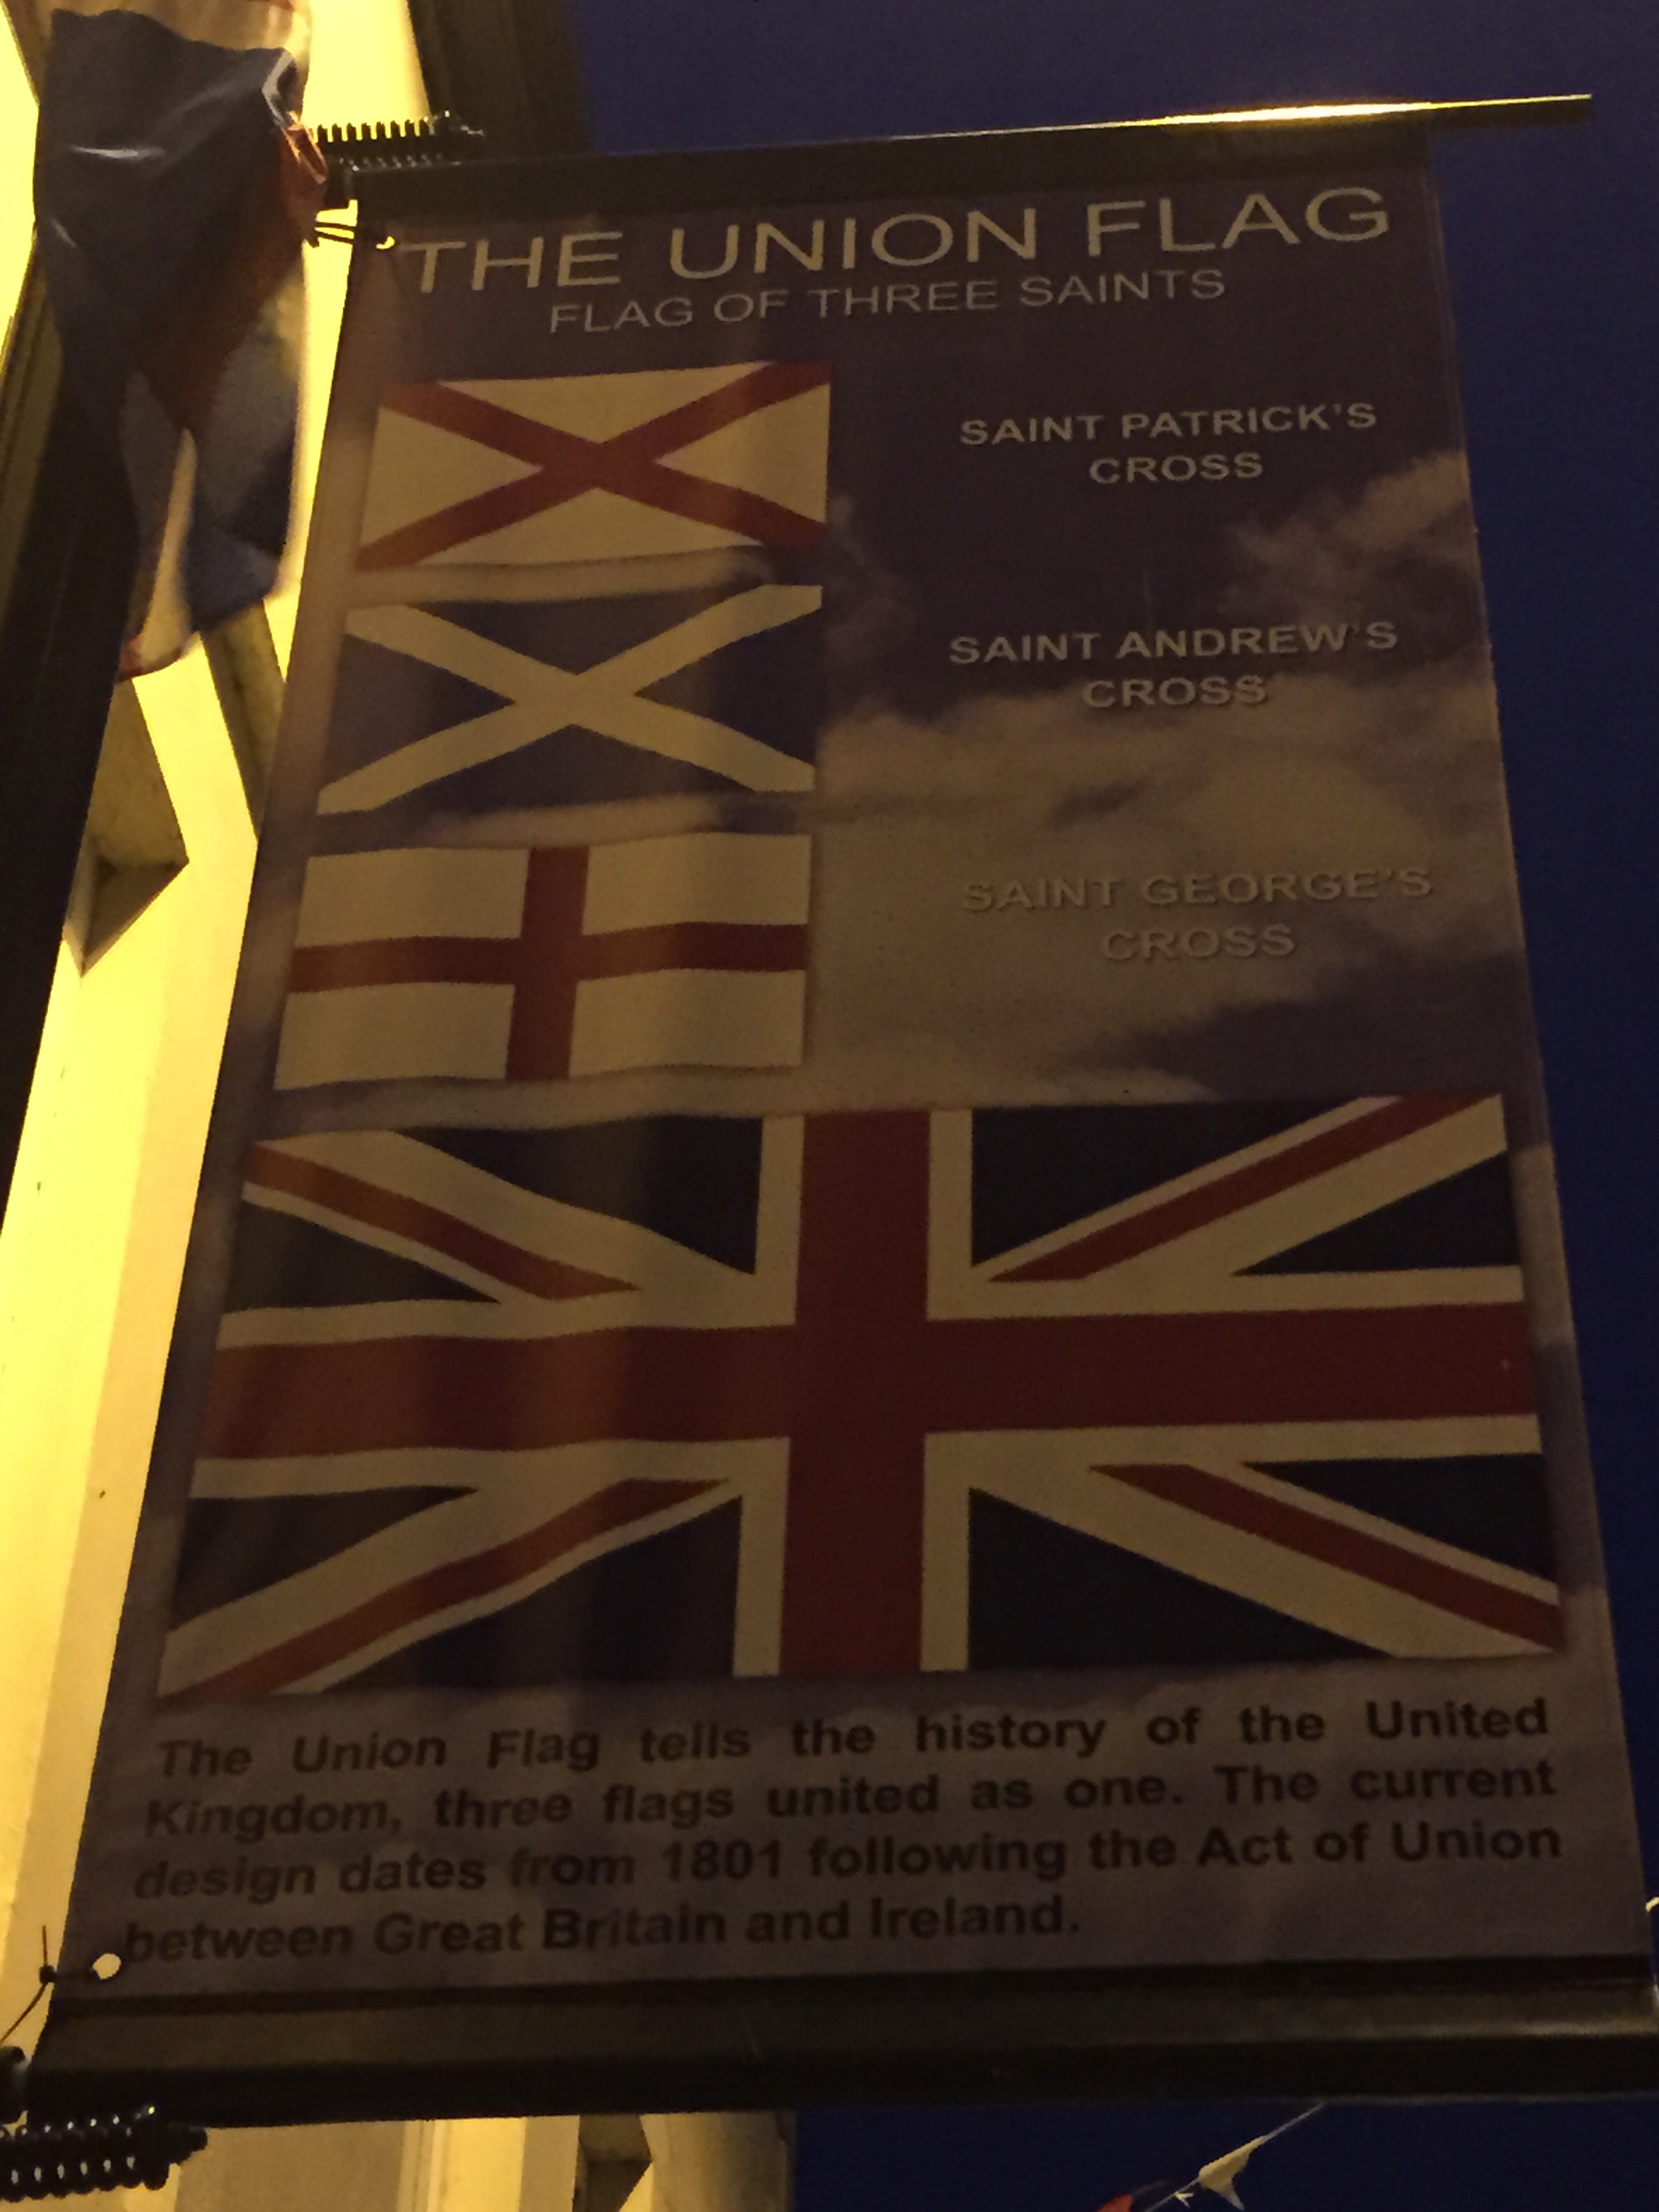 THE UNION FLAG
FLAG OF THREE SAINTS
SAINT PATRICK'S
CROSS
SAINT ANDREW'S
CROSS
SAINT GEORGE'S
CROSS
The Union Flag tells the history of the United
Kingdom, three flags united as one. The current
design dates from 1801 following the Act of Union
between Great Britain and Ireland.